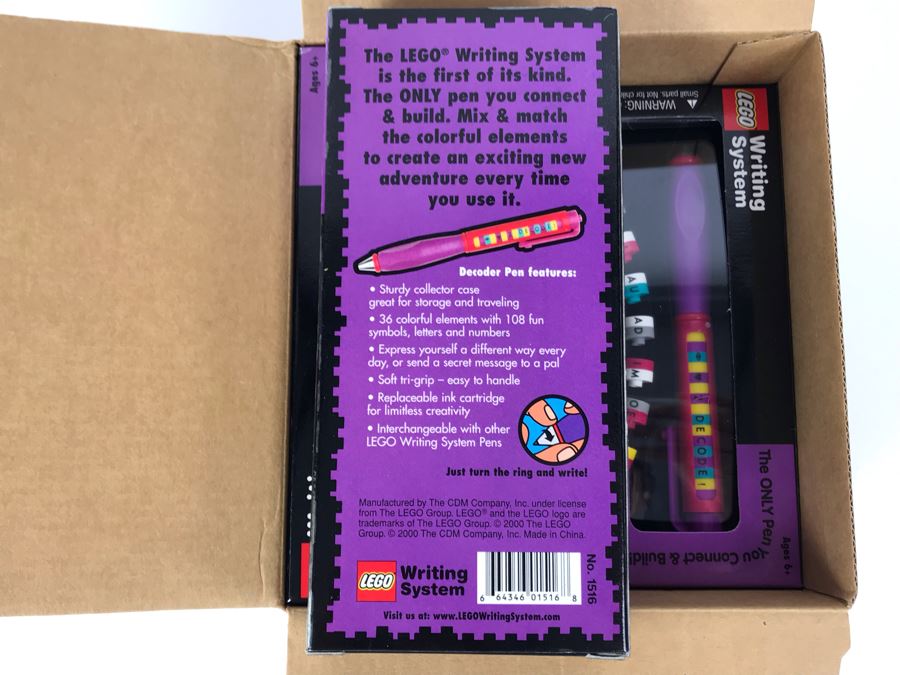 The LEGO® Writing System
is the first of its kind.
The ONLY pen you connect
& build. Mix & match
the colorful elements
to create an exciting new
adventure every time
you use it.
Decoder Pen features:
• Sturdy collector case
great for storage and traveling
• 36 colorful elements with 108 fun
symbols, letters and numbers
• Express yourself a different way every
day, or send a secret message to a pal
• Soft tri-grip – easy to handle
• Replaceable ink cartridge
for limitless creativity
• Interchangeable with other
LEGO Writing System Pens
Just turn the ring and write!
Manufactured by The CDM Company, Inc. under license
from The LEGO Group. LEGO® and the LEGO logo are
trademarks of The LEGO Group. © 2000 The LEGO
Group. © 2000 The CDM Company, Inc. Made in China.
LEGO Writing
System
6 64346 01516 8
No. 1516
Visit us at: www.LEGOWritingSystem.com
Ages 6+
WARNING:
Small parts. Not for
LEGO Writing
System
AD
DECODE!
The ONLY Pen
You Connect & Build!
Ages 6+